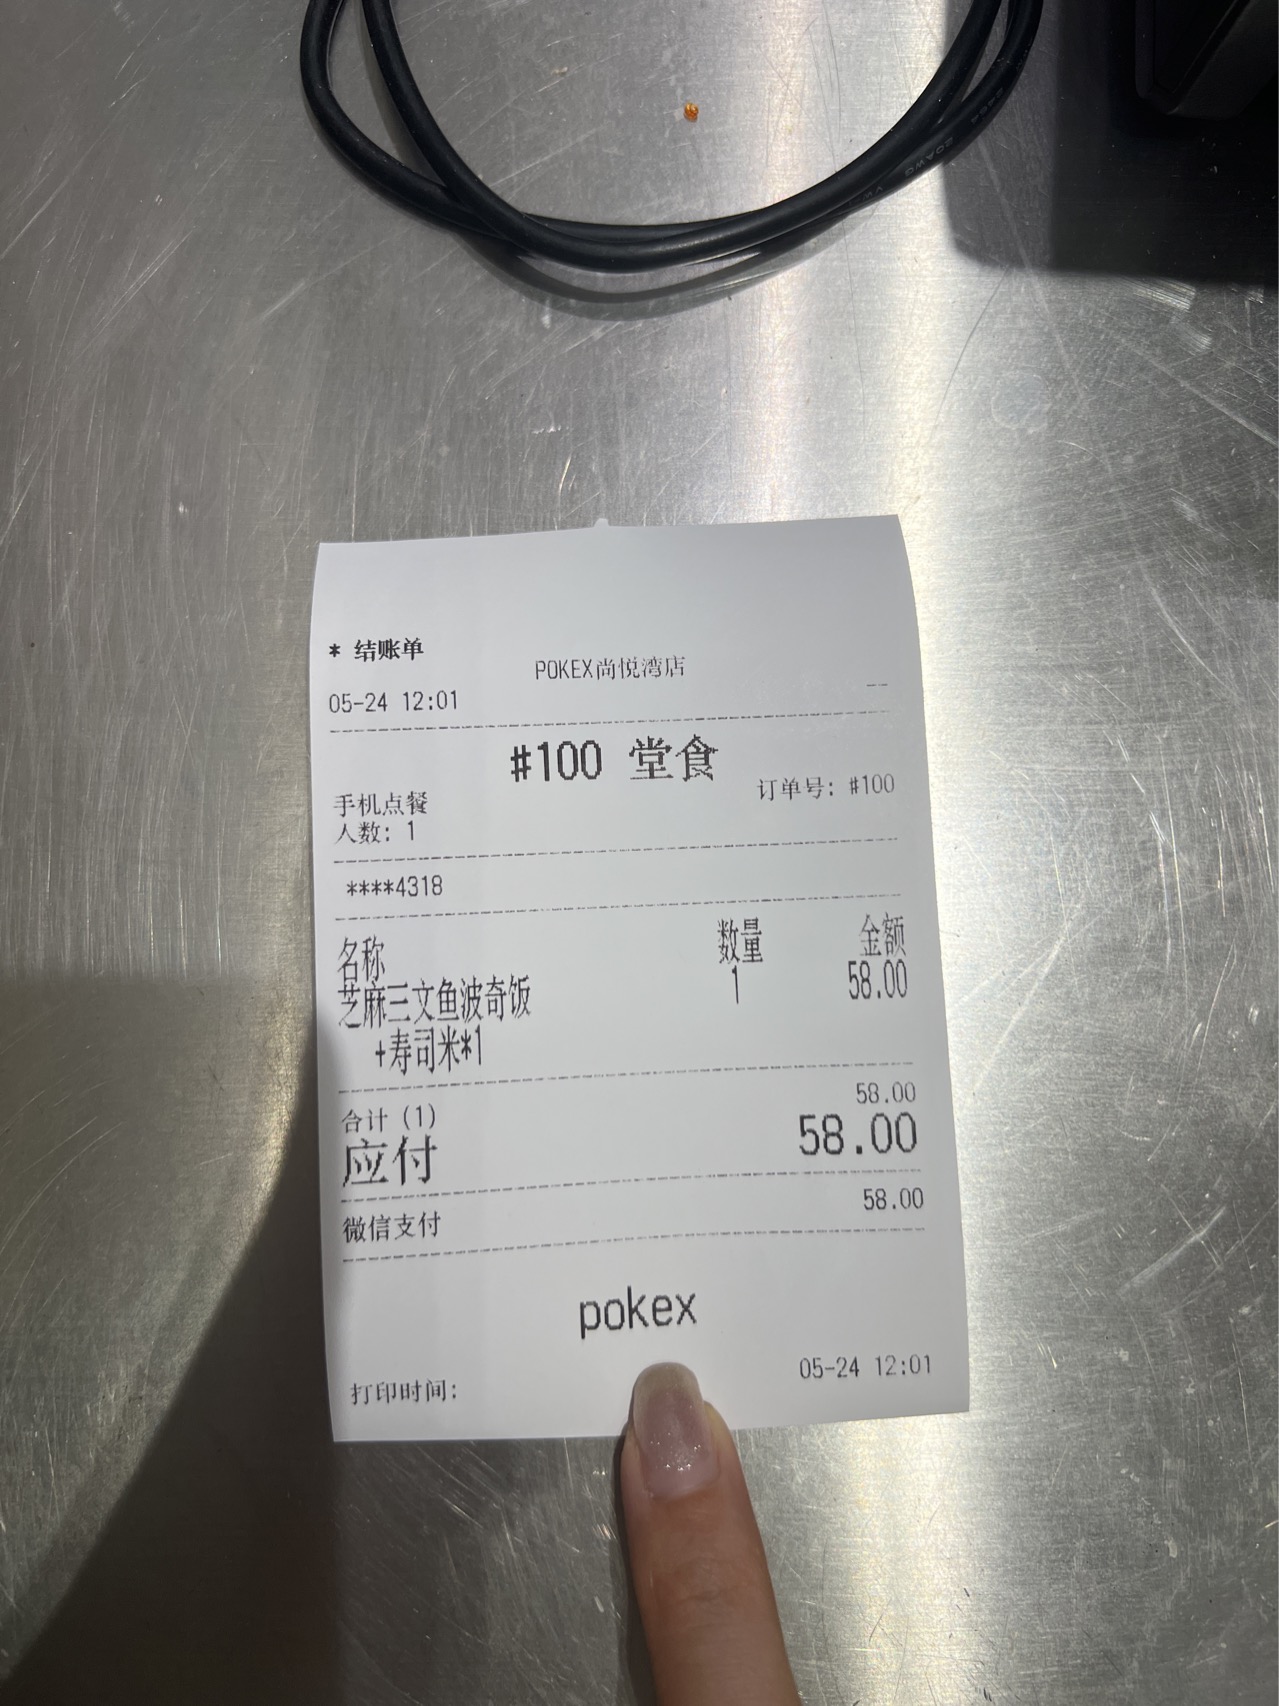 * 结账单
POKEX尚悦湾店
05-24 12:01 --
#100 堂食
订单号: #100
手机点餐
人数: 1
****4318
名称 数量 金额
芝麻三文鱼波奇饭 1 58.00
+寿司米*1
合计(1) 58.00
应付 58.00
微信支付 58.00
pokex
打印时间: 05-24 12:01